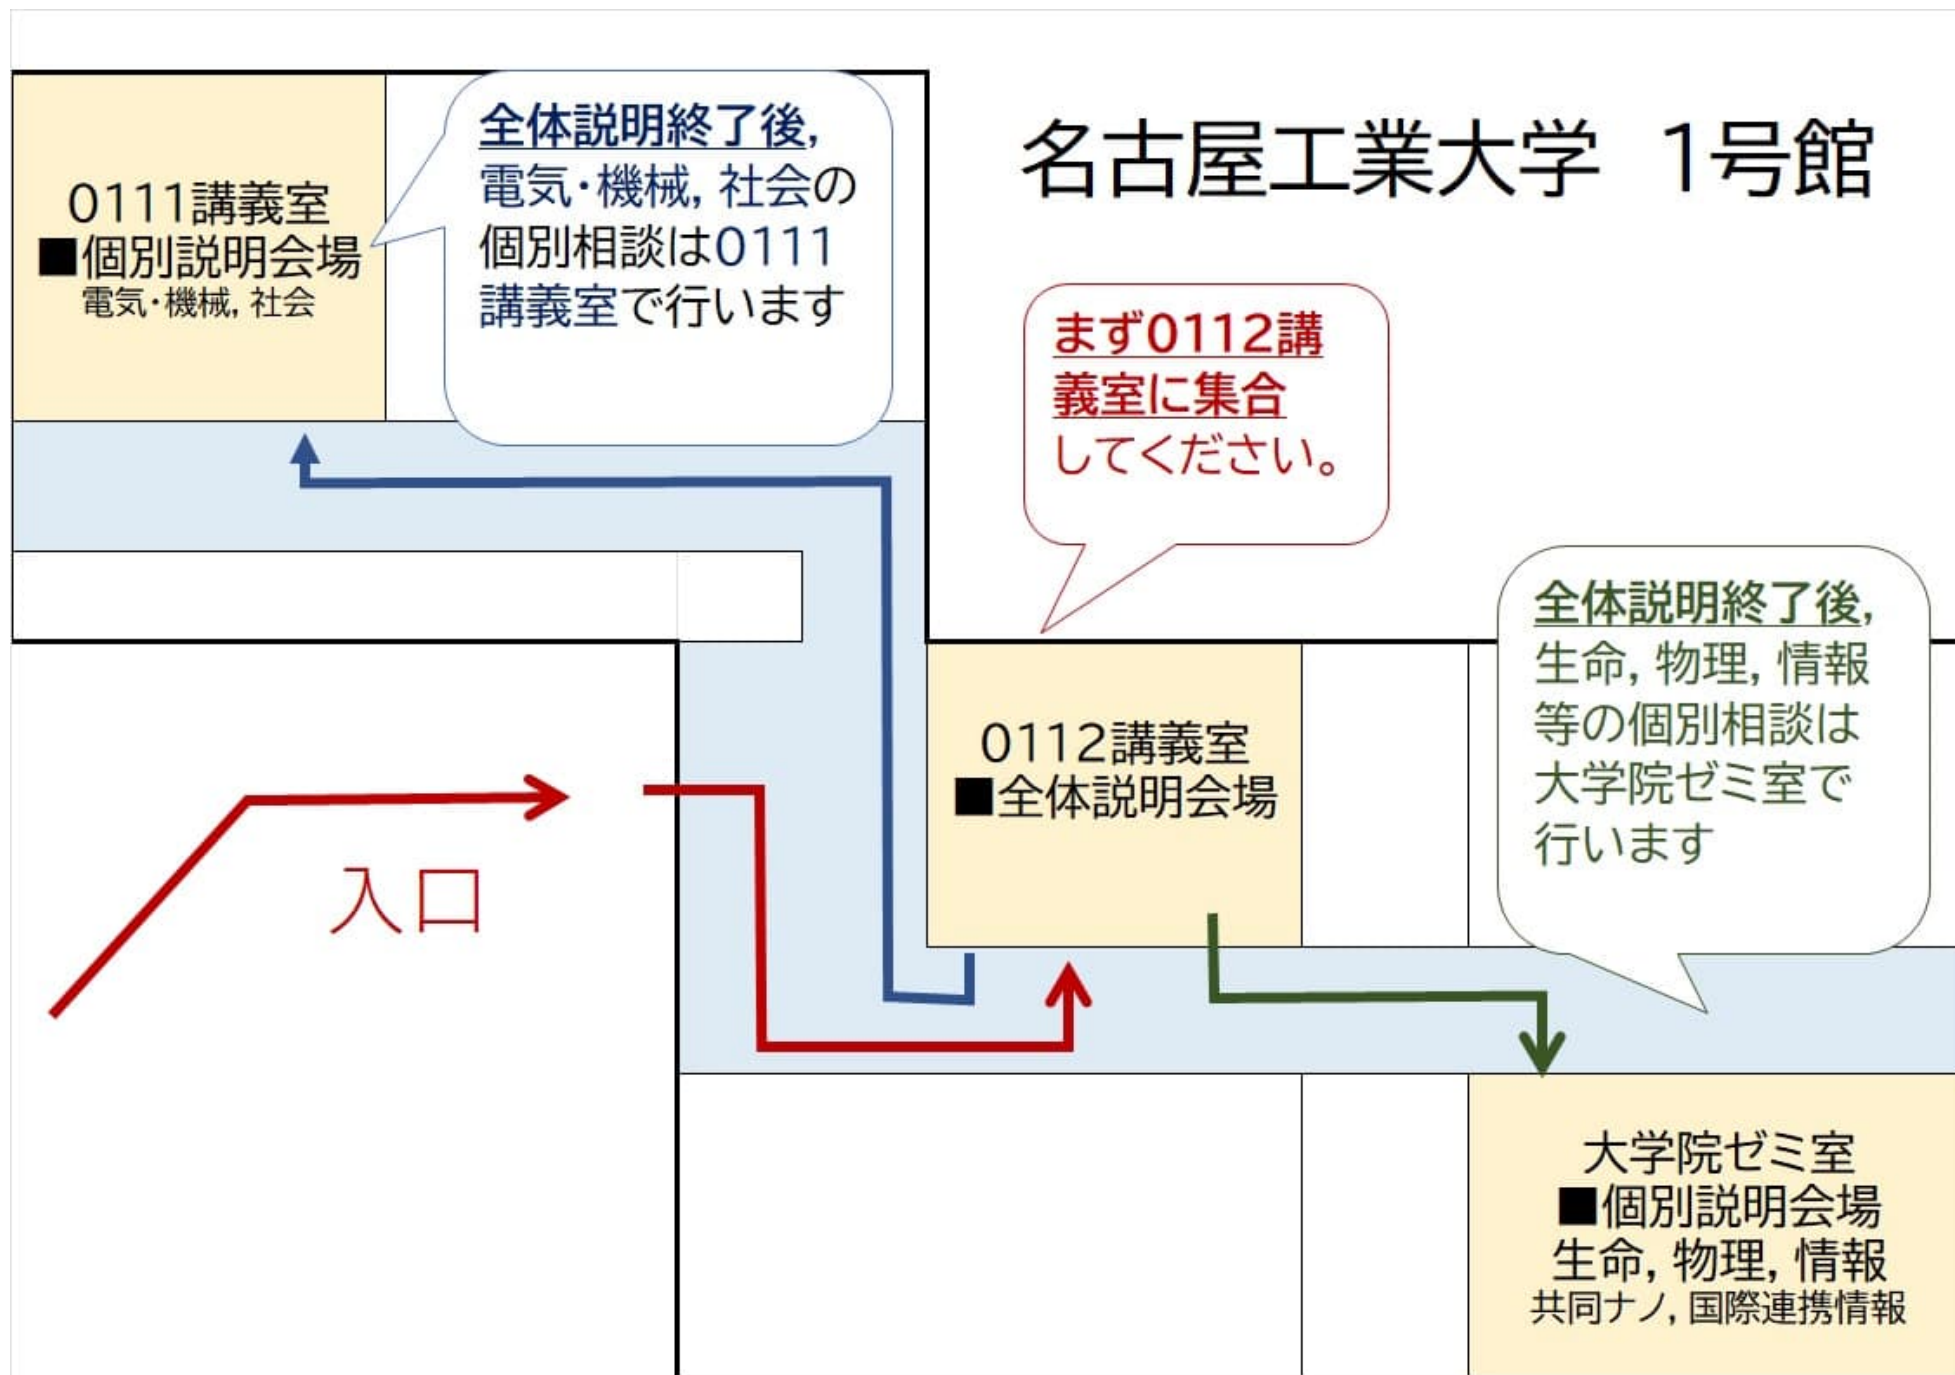 名古屋工業大学　1号館
0111講義室
■個別説明会場
電気・機械, 社会
全体説明終了後,
電気・機械, 社会の
個別相談は0111
講義室で行います
まず0112講
義室に集合
してください。
0112講義室
■全体説明会場
入口
全体説明終了後,
生命, 物理, 情報
等の個別相談は
大学院ゼミ室で
行います
大学院ゼミ室
■個別説明会場
生命, 物理, 情報
共同ナノ, 国際連携情報